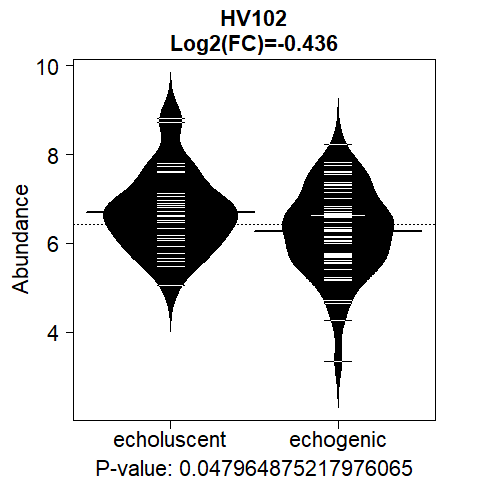 HV102
Log2(FC)=-0.436
10
8
6
4
Abundance
echoluscent echogenic
P-value: 0.047964875217976065